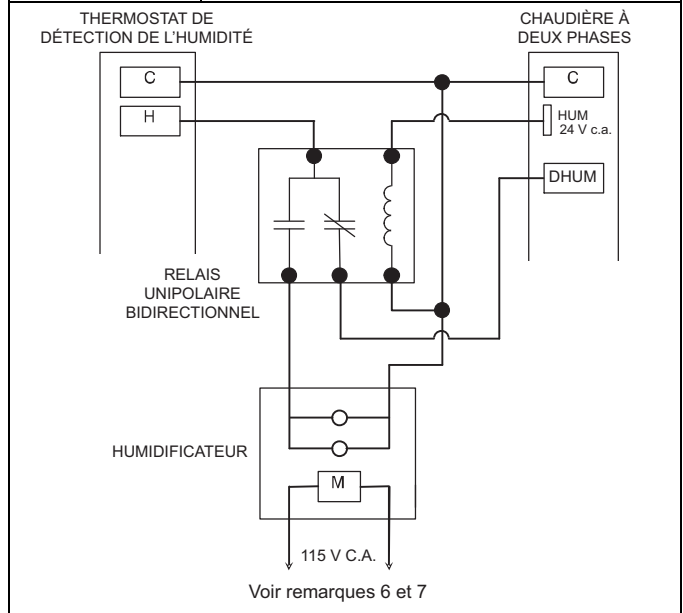 THERMOSTAT DE
DÉTECTION DE L'HUMIDITÉ
CHAUDIÈRE À
DEUX PHASES
C
C
H
HUM
24 V c.a.
DHUM
RELAIS
UNIPOLAIRE
BIDIRECTIONNEL
HUMIDIFICATEUR
M
115 V C.A.
Voir remarques 6 et 7